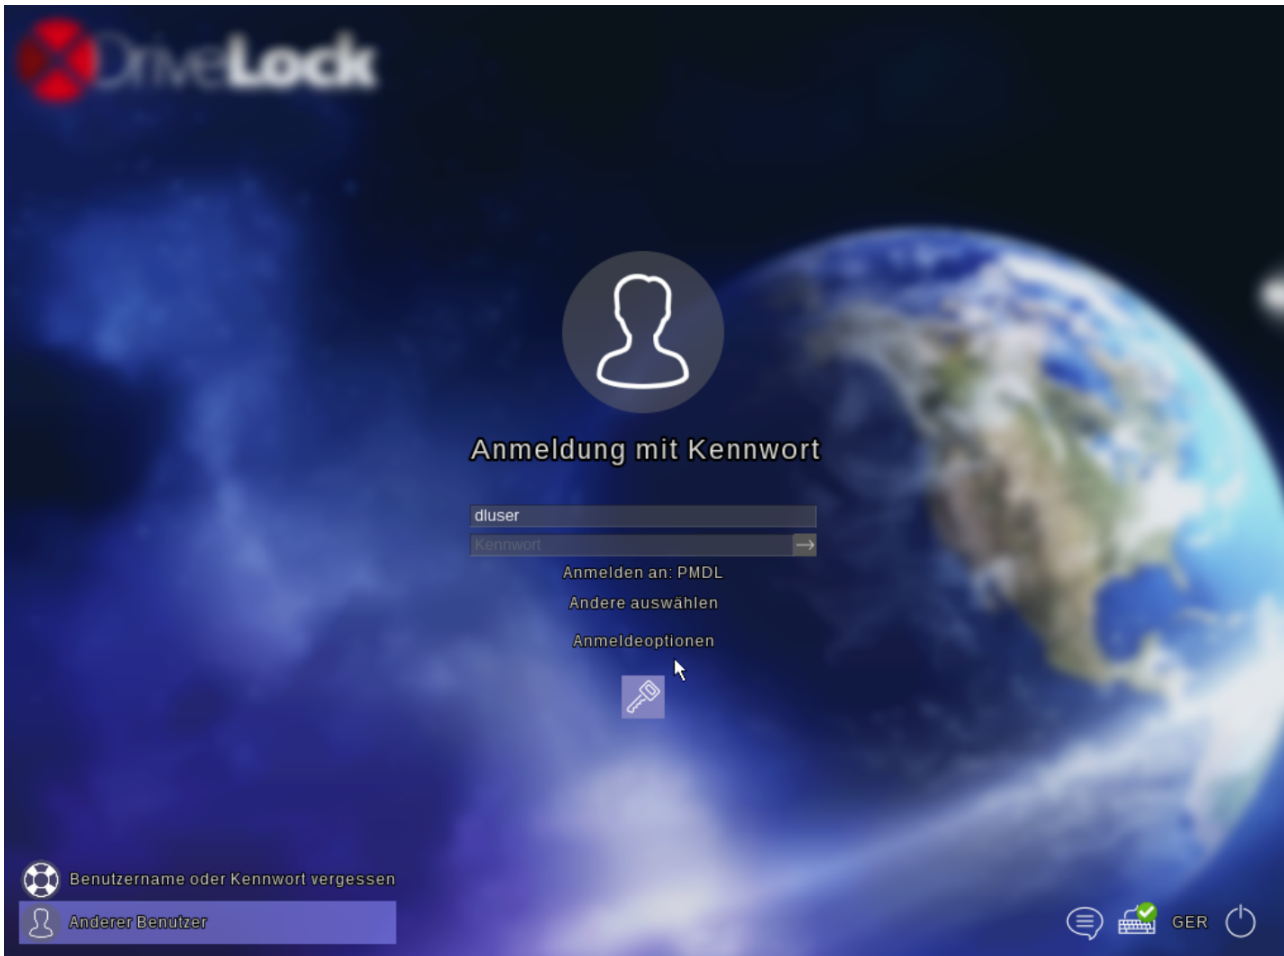 DriveLock
Anmeldung mit Kennwort
dluser
Kennwort
Anmelden an: PMDL
Andere auswählen
Anmeldeoptionen
Benutzername oder Kennwort vergessen
Anderer Benutzer
GER